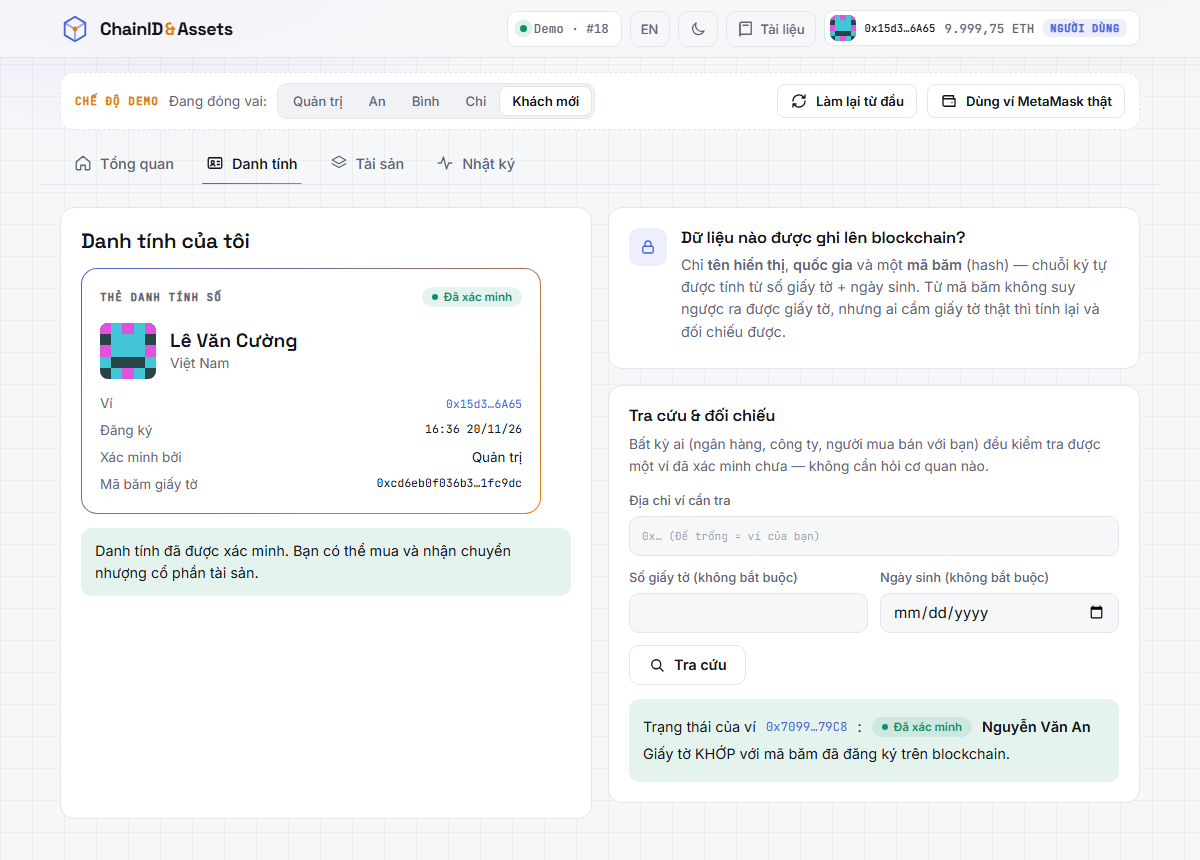 ChainID&Assets
Demo · #18
EN
Tài liệu
0x15d3…6A65
9.999,75 ETH
NGƯỜI DÙNG
CHẾ ĐỘ DEMO
Đang đóng vai:
Quản trị
An
Bình
Chi
Khách mới
Làm lại từ đầu
Dùng ví MetaMask thật
Tổng quan
Danh tính
Tài sản
Nhật ký
Danh tính của tôi
THẺ DANH TÍNH SỐ
Đã xác minh
Lê Văn Cường
Việt Nam
Ví
0x15d3…6A65
Đăng ký
16:36 20/11/26
Xác minh bởi
Quản trị
Mã băm giấy tờ
0xcd6eb0f036b3…1fc9dc
Danh tính đã được xác minh. Bạn có thể mua và nhận chuyển
nhượng cổ phần tài sản.
Dữ liệu nào được ghi lên blockchain?
Chỉ tên hiển thị, quốc gia và một mã băm (hash) — chuỗi ký tự
được tính từ số giấy tờ + ngày sinh. Từ mã băm không suy
ngược ra được giấy tờ, nhưng ai cầm giấy tờ thật thì tính lại và
đối chiếu được.
Tra cứu & đối chiếu
Bất kỳ ai (ngân hàng, công ty, người mua bán với bạn) đều kiểm tra được
một ví đã xác minh chưa — không cần hỏi cơ quan nào.
Địa chỉ ví cần tra
0x… (Để trống = ví của bạn)
Số giấy tờ (không bắt buộc)
Ngày sinh (không bắt buộc)
mm/dd/yyyy
Tra cứu
Trạng thái của ví 0x7099…79C8 : Đã xác minh Nguyễn Văn An
Giấy tờ KHỚP với mã băm đã đăng ký trên blockchain.